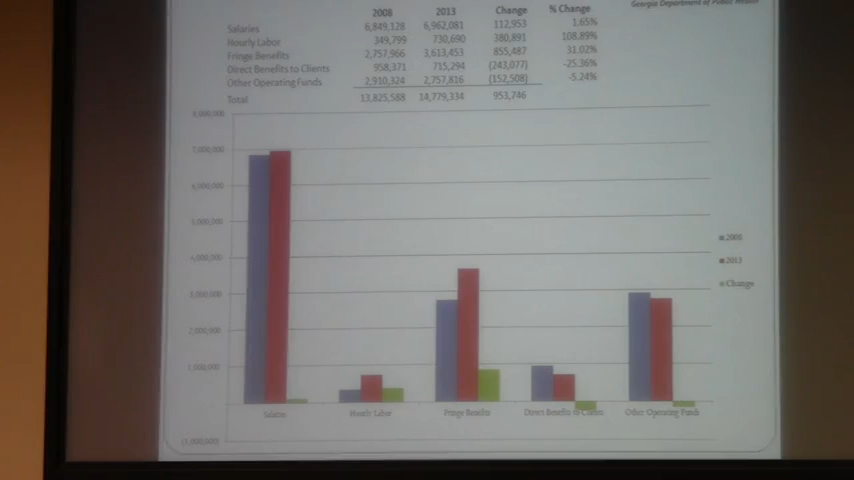 Georgia Department of Public Health
2008 2013 Change % Change
Salaries 6,849,128 6,962,081 112,953 1.65%
Hourly Labor 349,799 730,690 380,891 108.89%
Fringe Benefits 2,757,966 3,613,453 855,487 31.02%
Direct Benefits to Clients 958,371 715,294 (243,077) -25.36%
Other Operating Funds 2,910,324 2,757,816 (152,508) -5.24%
Total 13,825,588 14,779,334 953,746
8,000,000
7,000,000
6,000,000
5,000,000
4,000,000
3,000,000
2,000,000
1,000,000
(1,000,000)
2008
2013
Change
Salaries Hourly Labor Fringe Benefits Direct Benefits to Clients Other Operating Funds